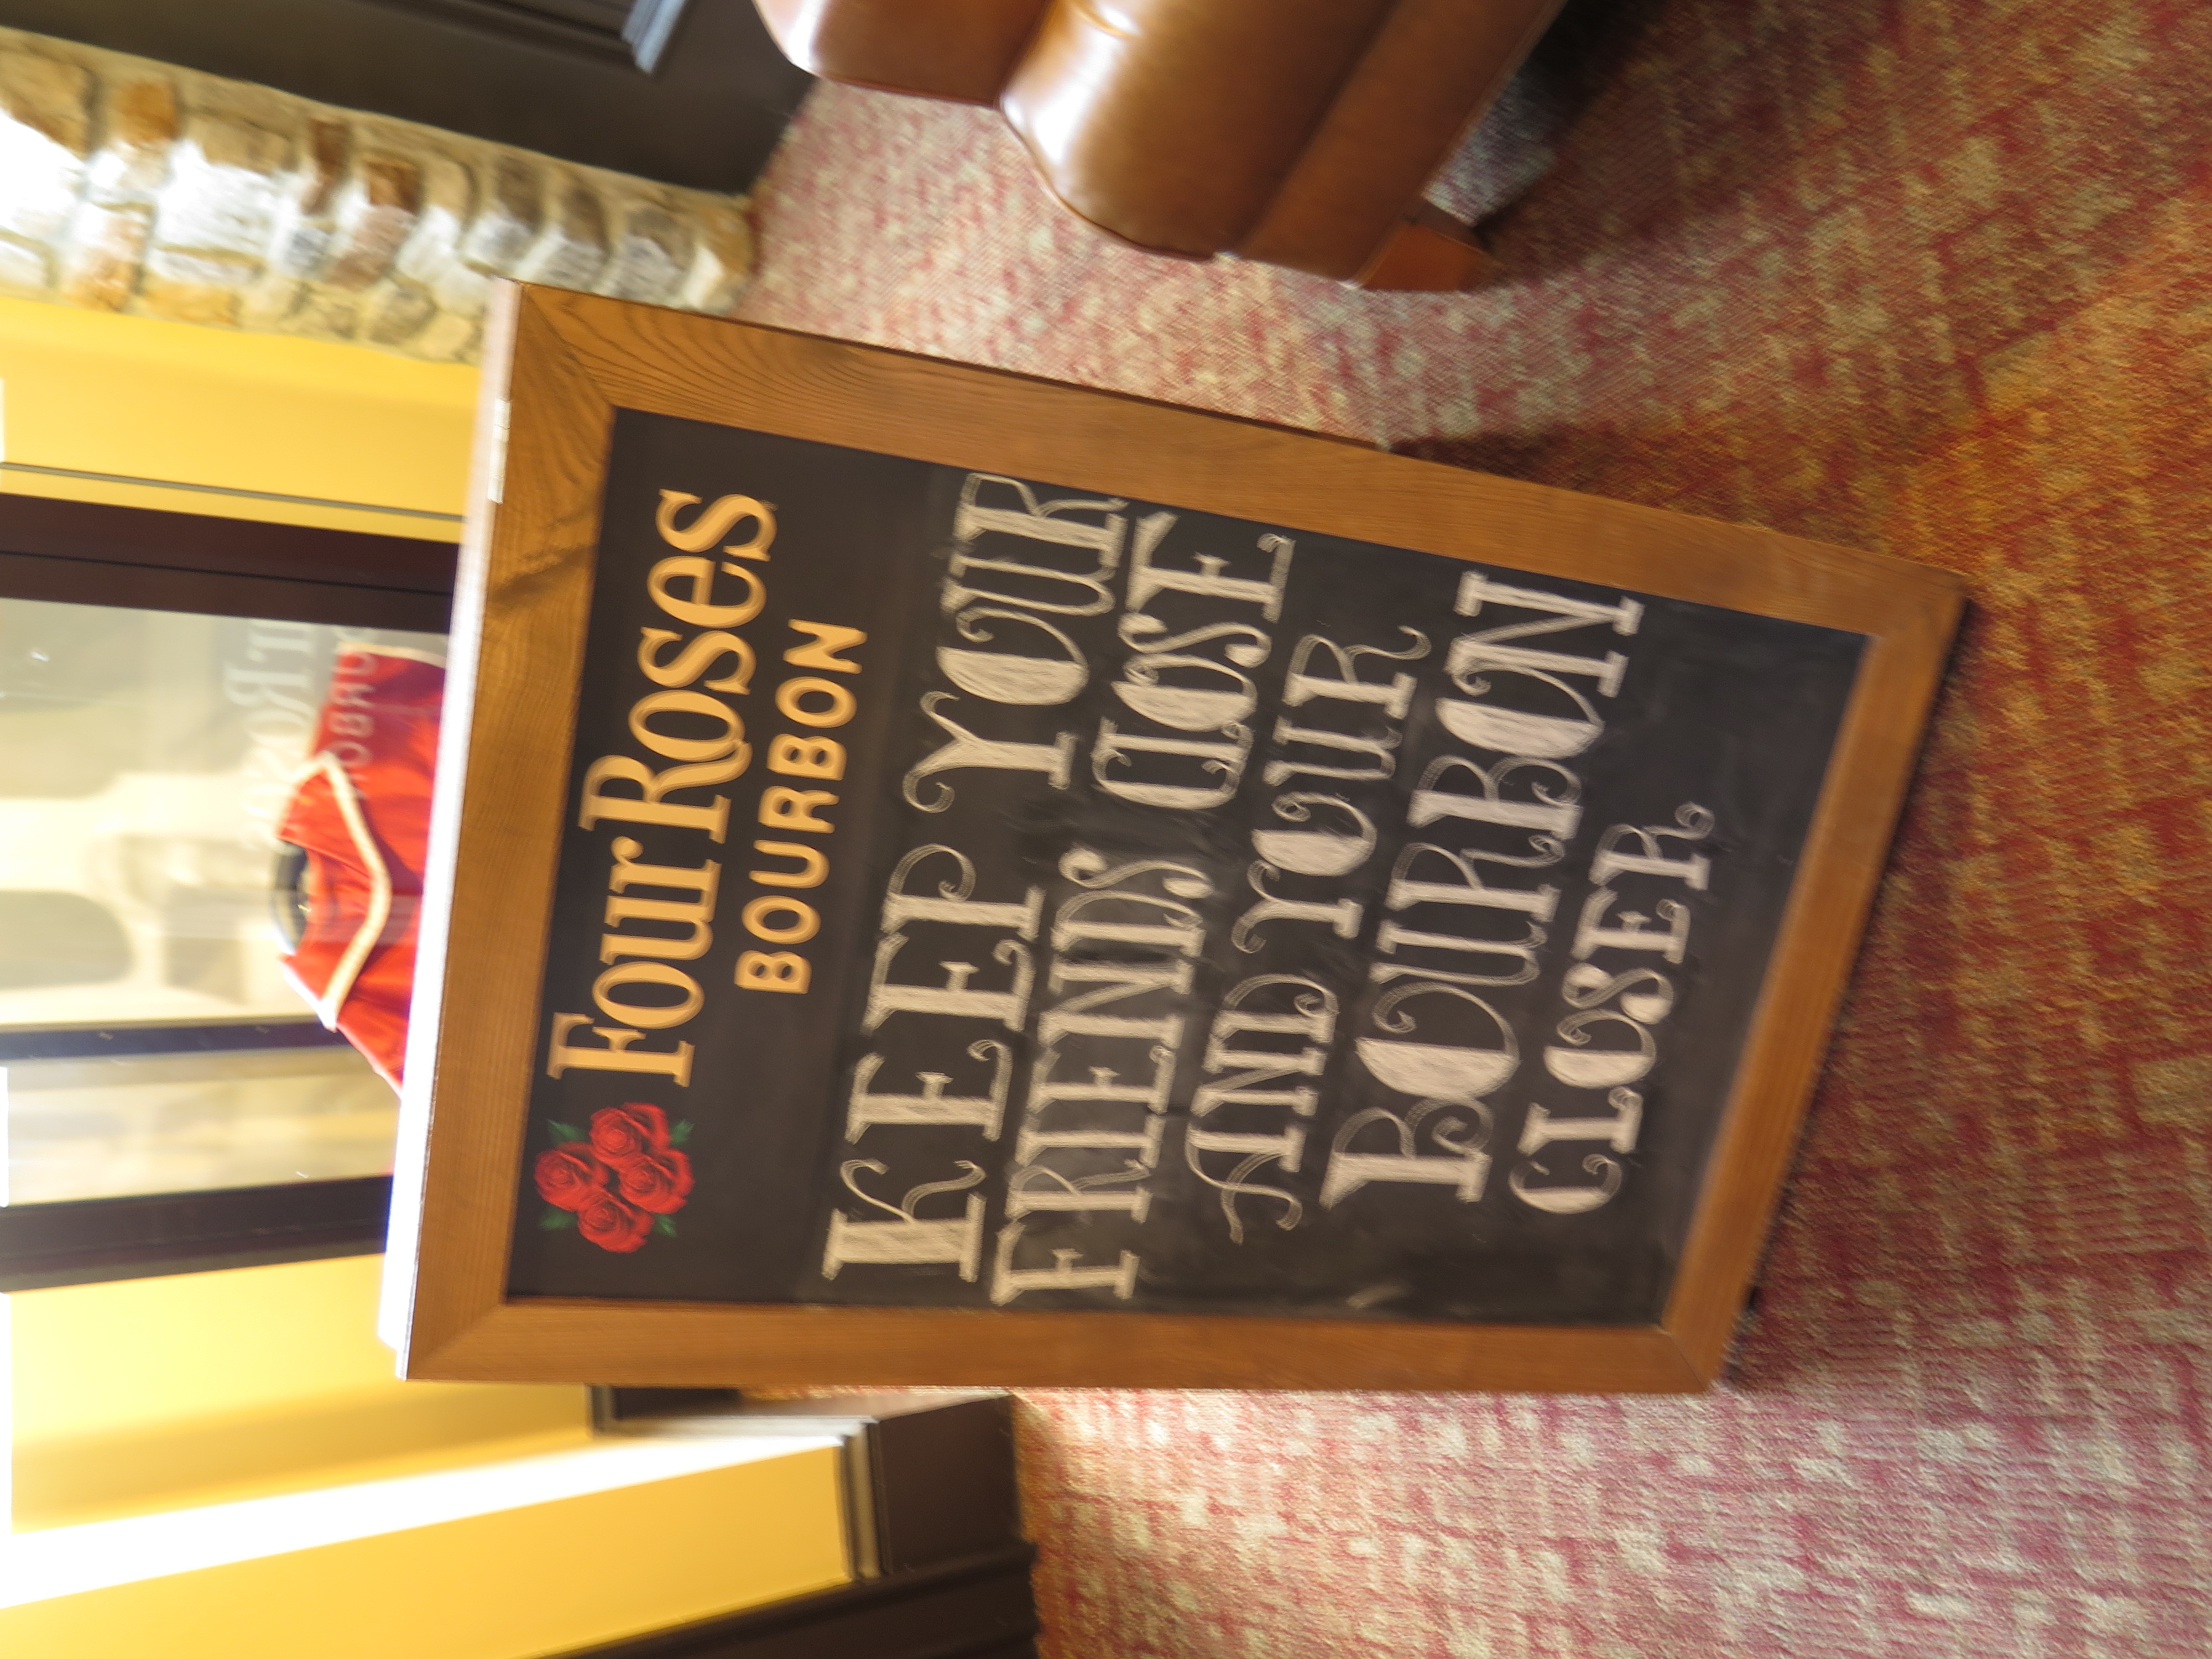 Four Roses
BOURBON
KEEP YOUR
FRIENDS CLOSE
AND YOUR
BOURBON
CLOSER.